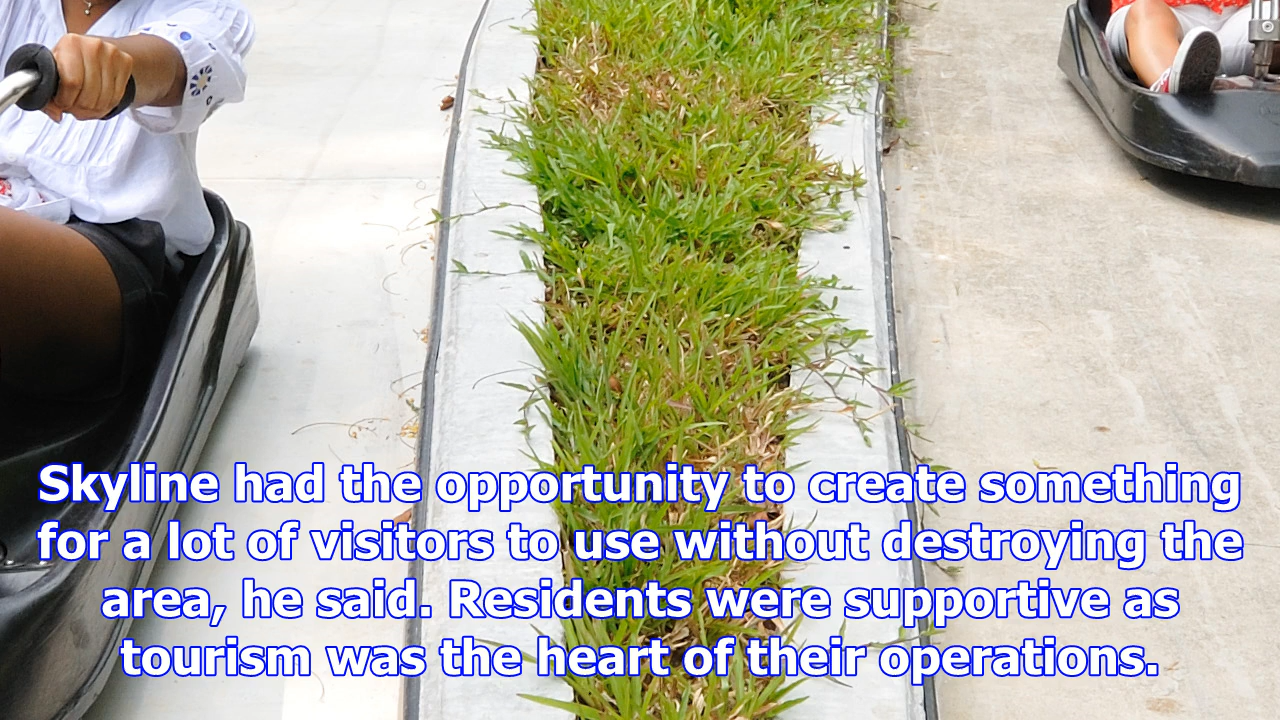 Skyline had the opportunity to create something
for a lot of visitors to use without destroying the
area, he said. Residents were supportive as
tourism was the heart of their operations.